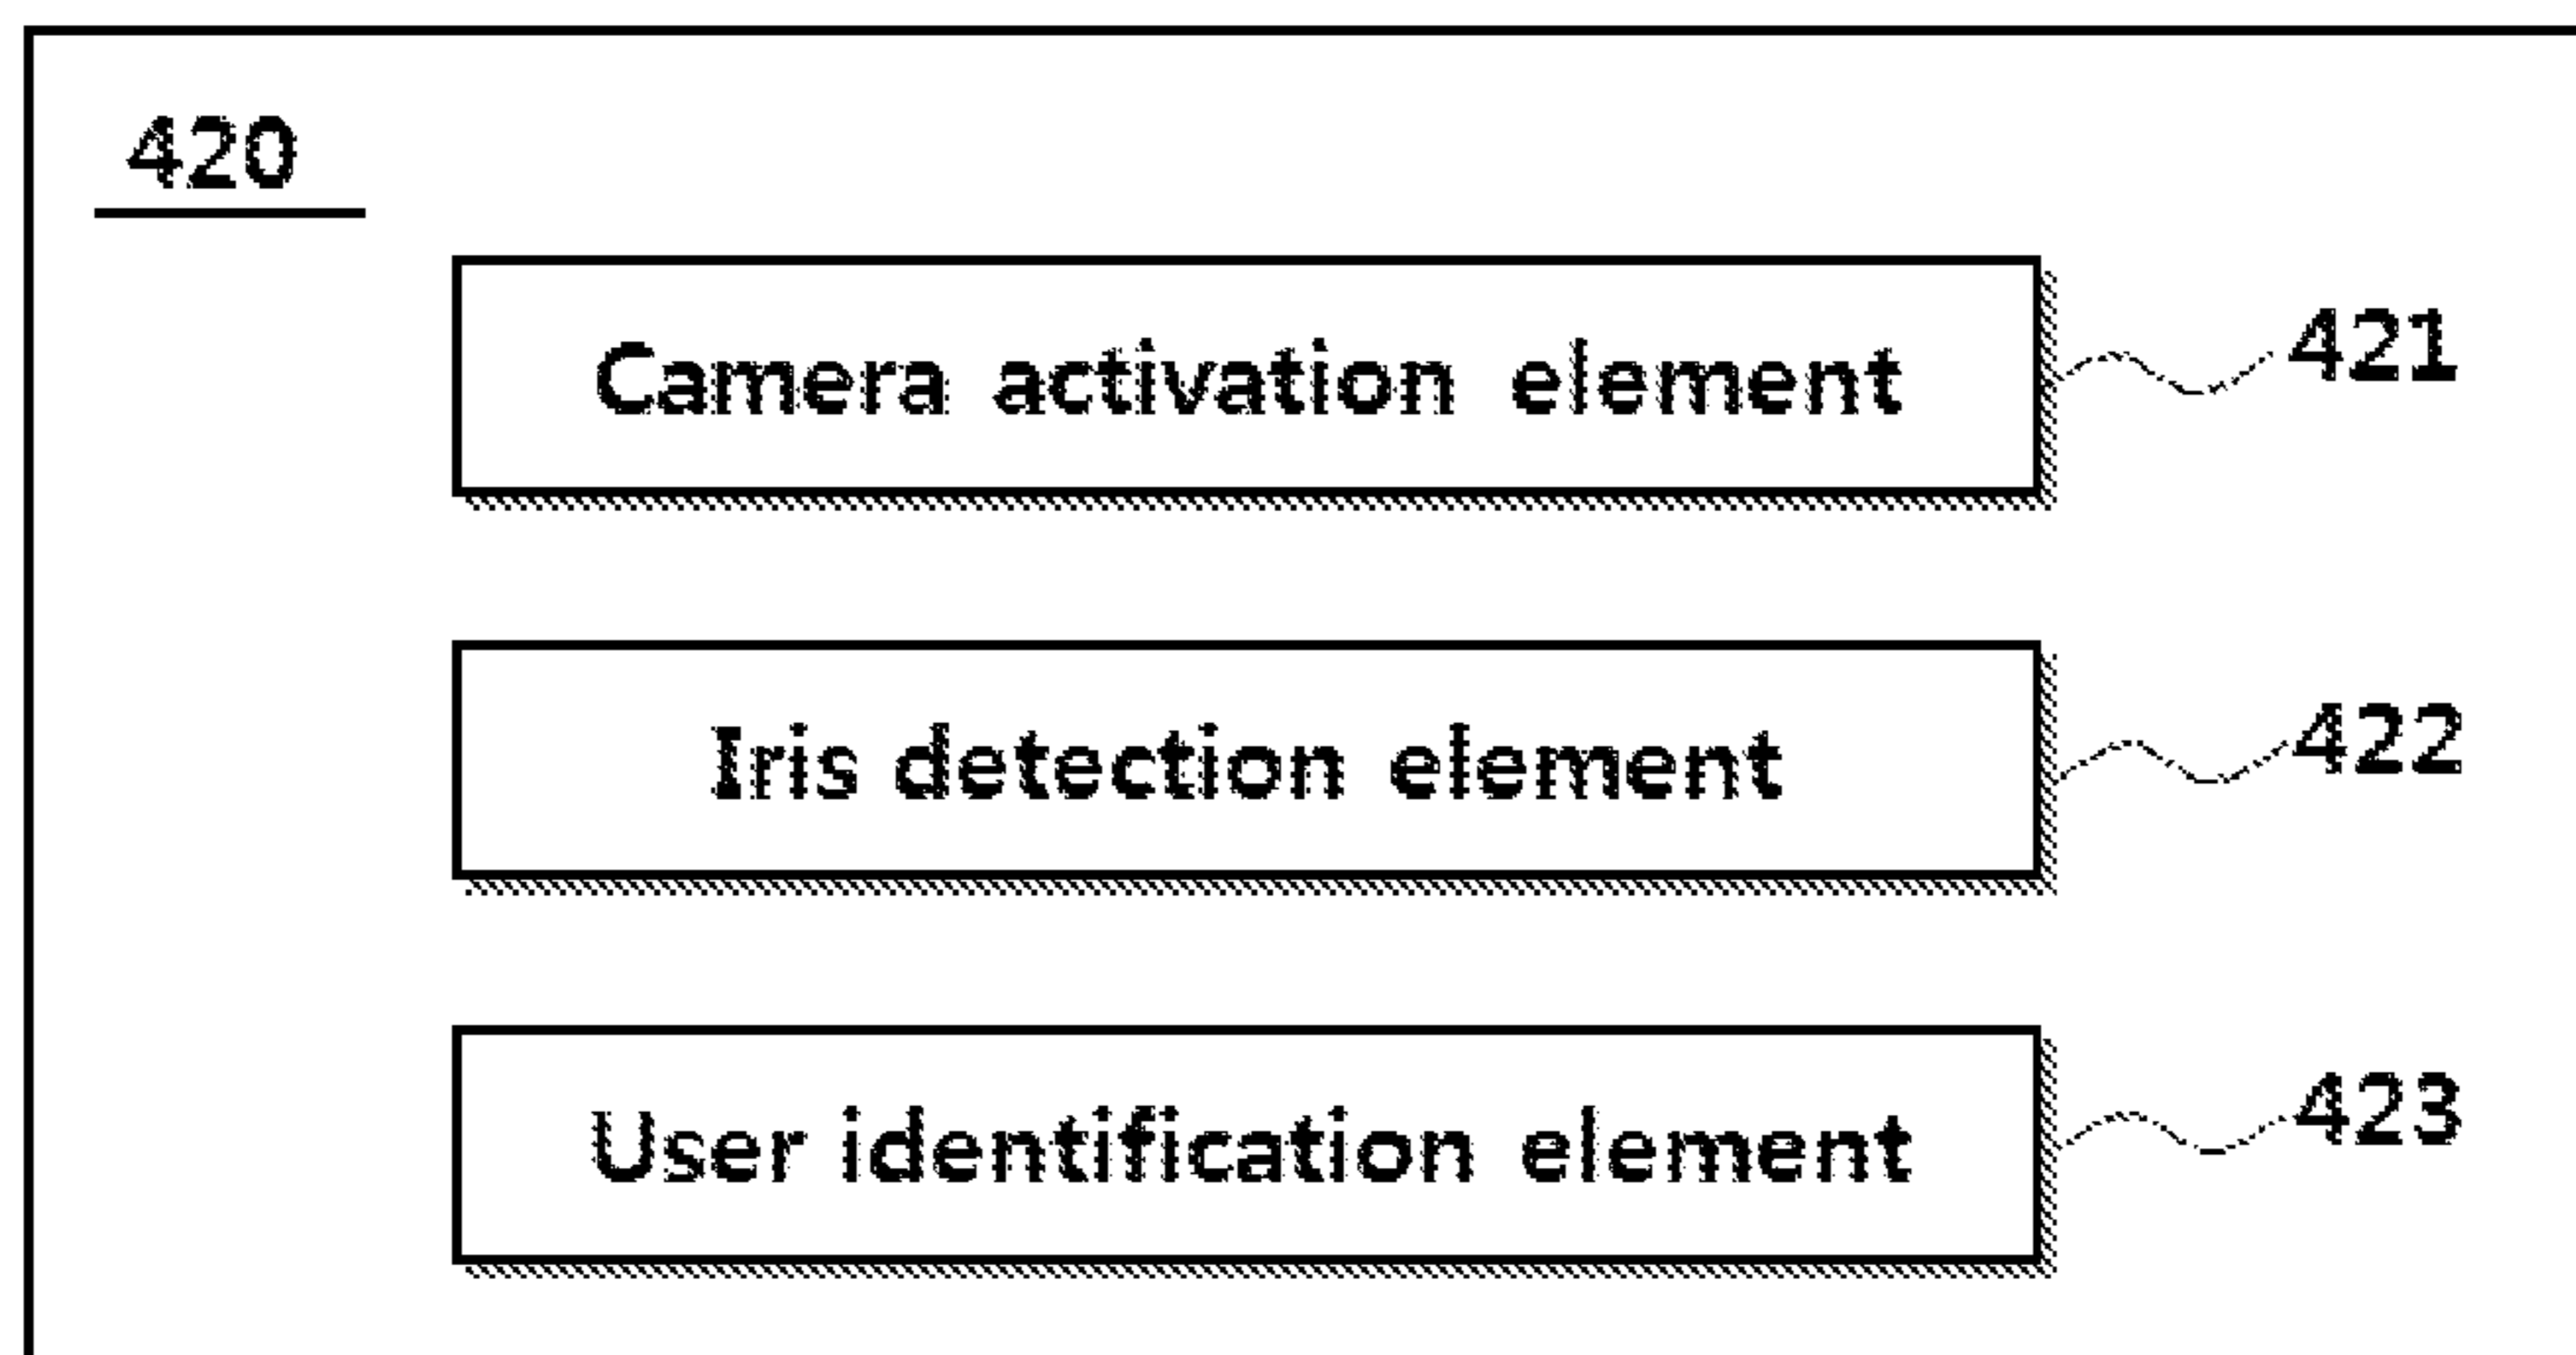 420
Camera activation element 421
Iris detection element 422
User identification element 423